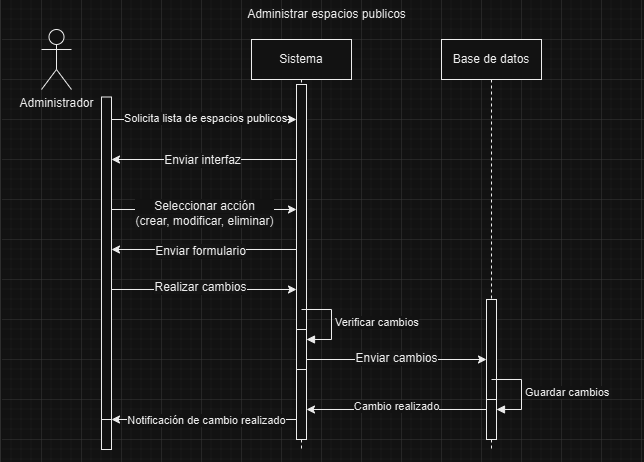 Administrar espacios publicos
Sistema
Base de datos
Administrador
Solicita lista de espacios publicos
Enviar interfaz
Seleccionar acción
(crear, modificar, eliminar)
Enviar formulario
Realizar cambios
Verificar cambios
Enviar cambios
Guardar cambios
Cambio realizado
Notificación de cambio realizado